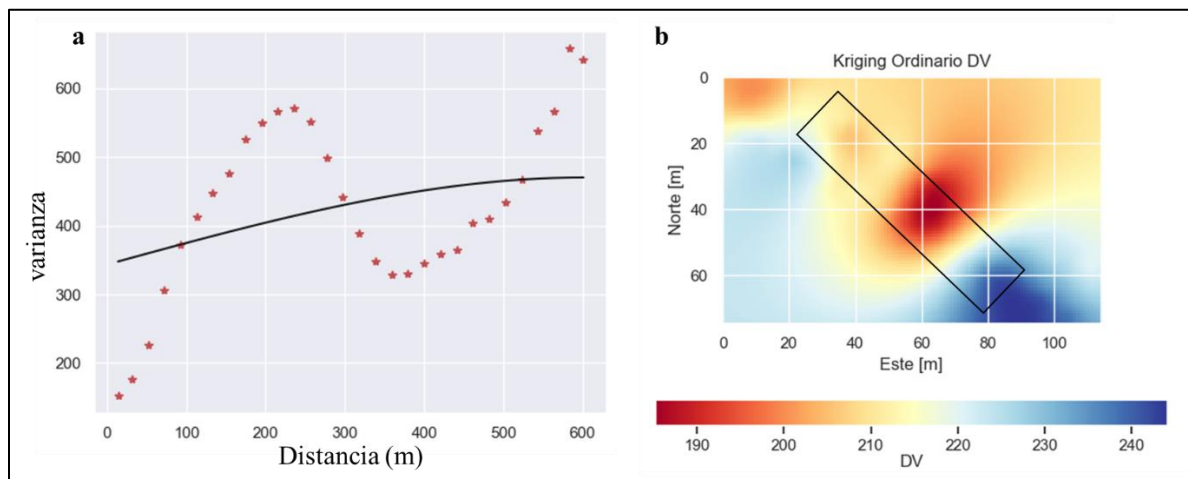 a
600
500
400
300
200
varianza
0 100 200 300 400 500 600
Distancia (m)
b
Kriging Ordinario DV
0
20
40
60
Norte [m]
0 20 40 60 80 100
Este [m]
190 200 210 220 230 240
DV